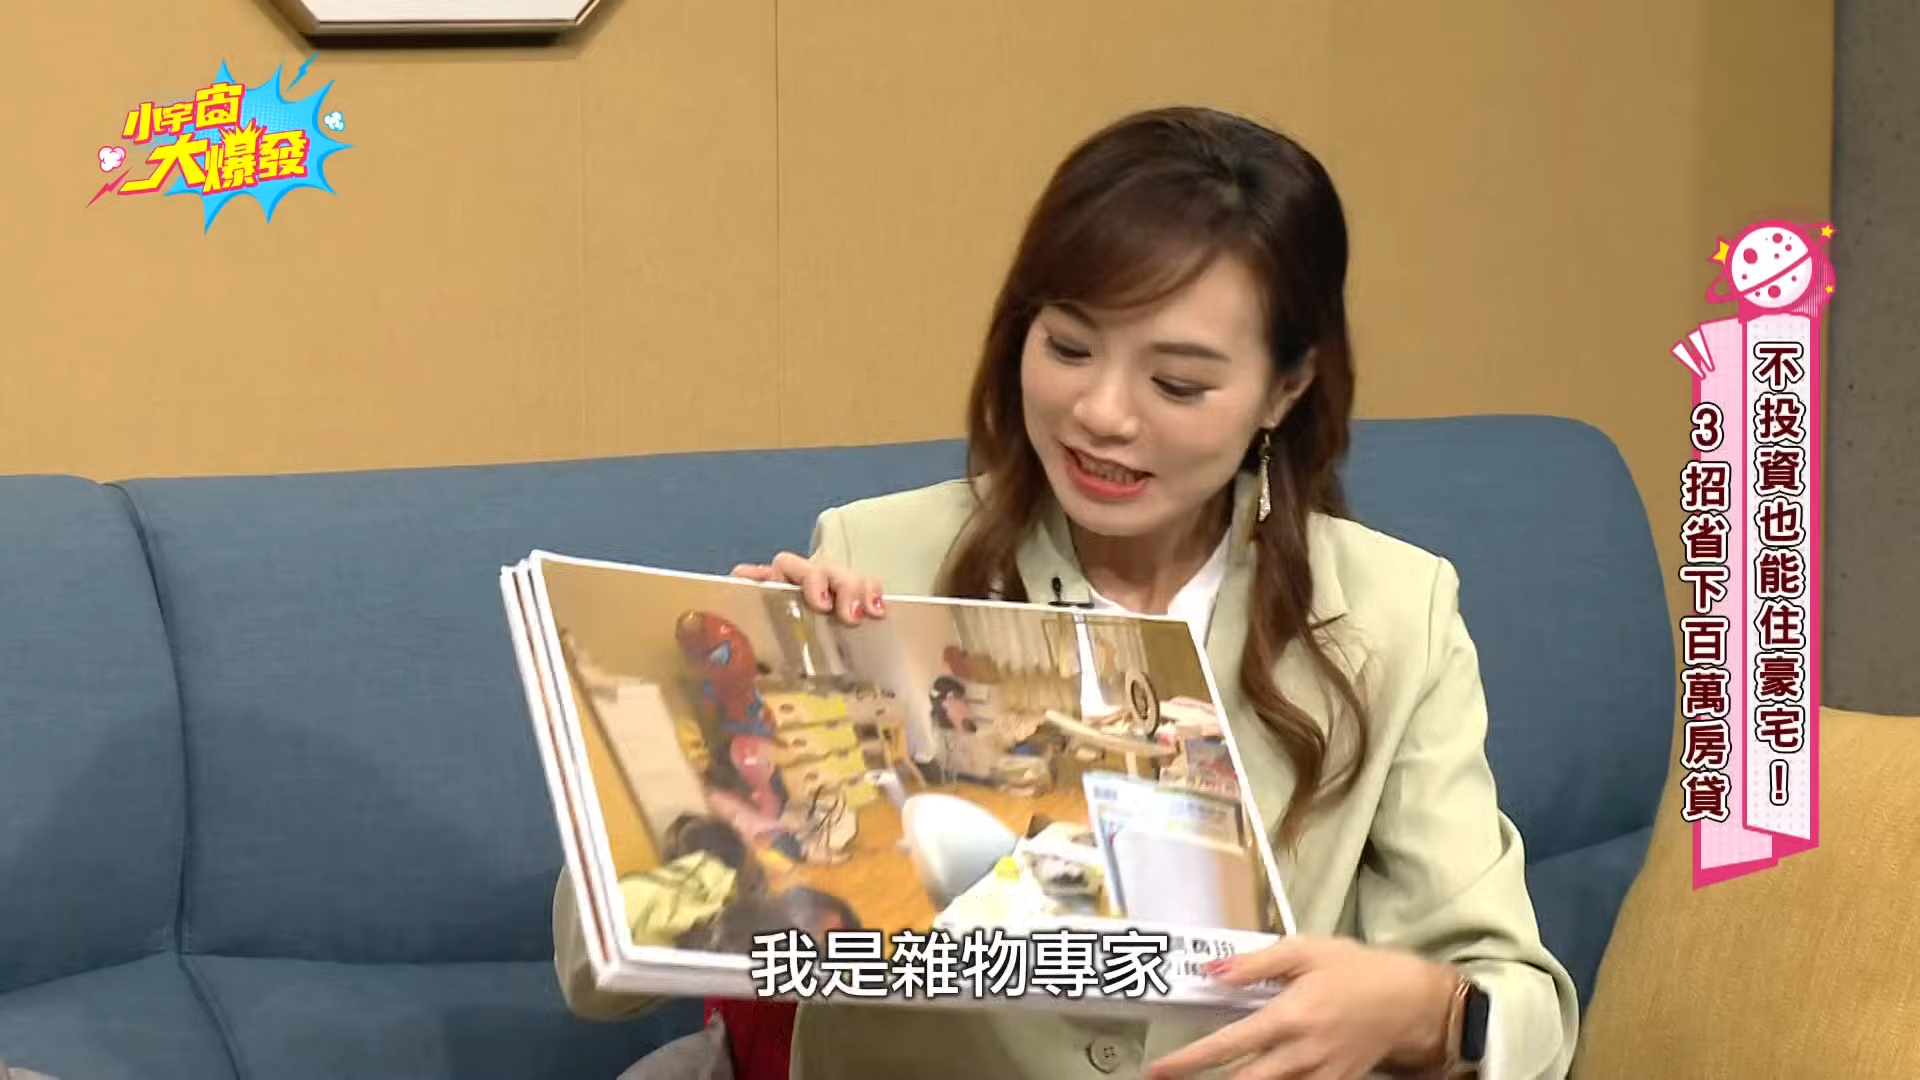 小宇宙
大爆發
不投資也能住豪宅！
3招省下百萬房貸
我是雜物專家